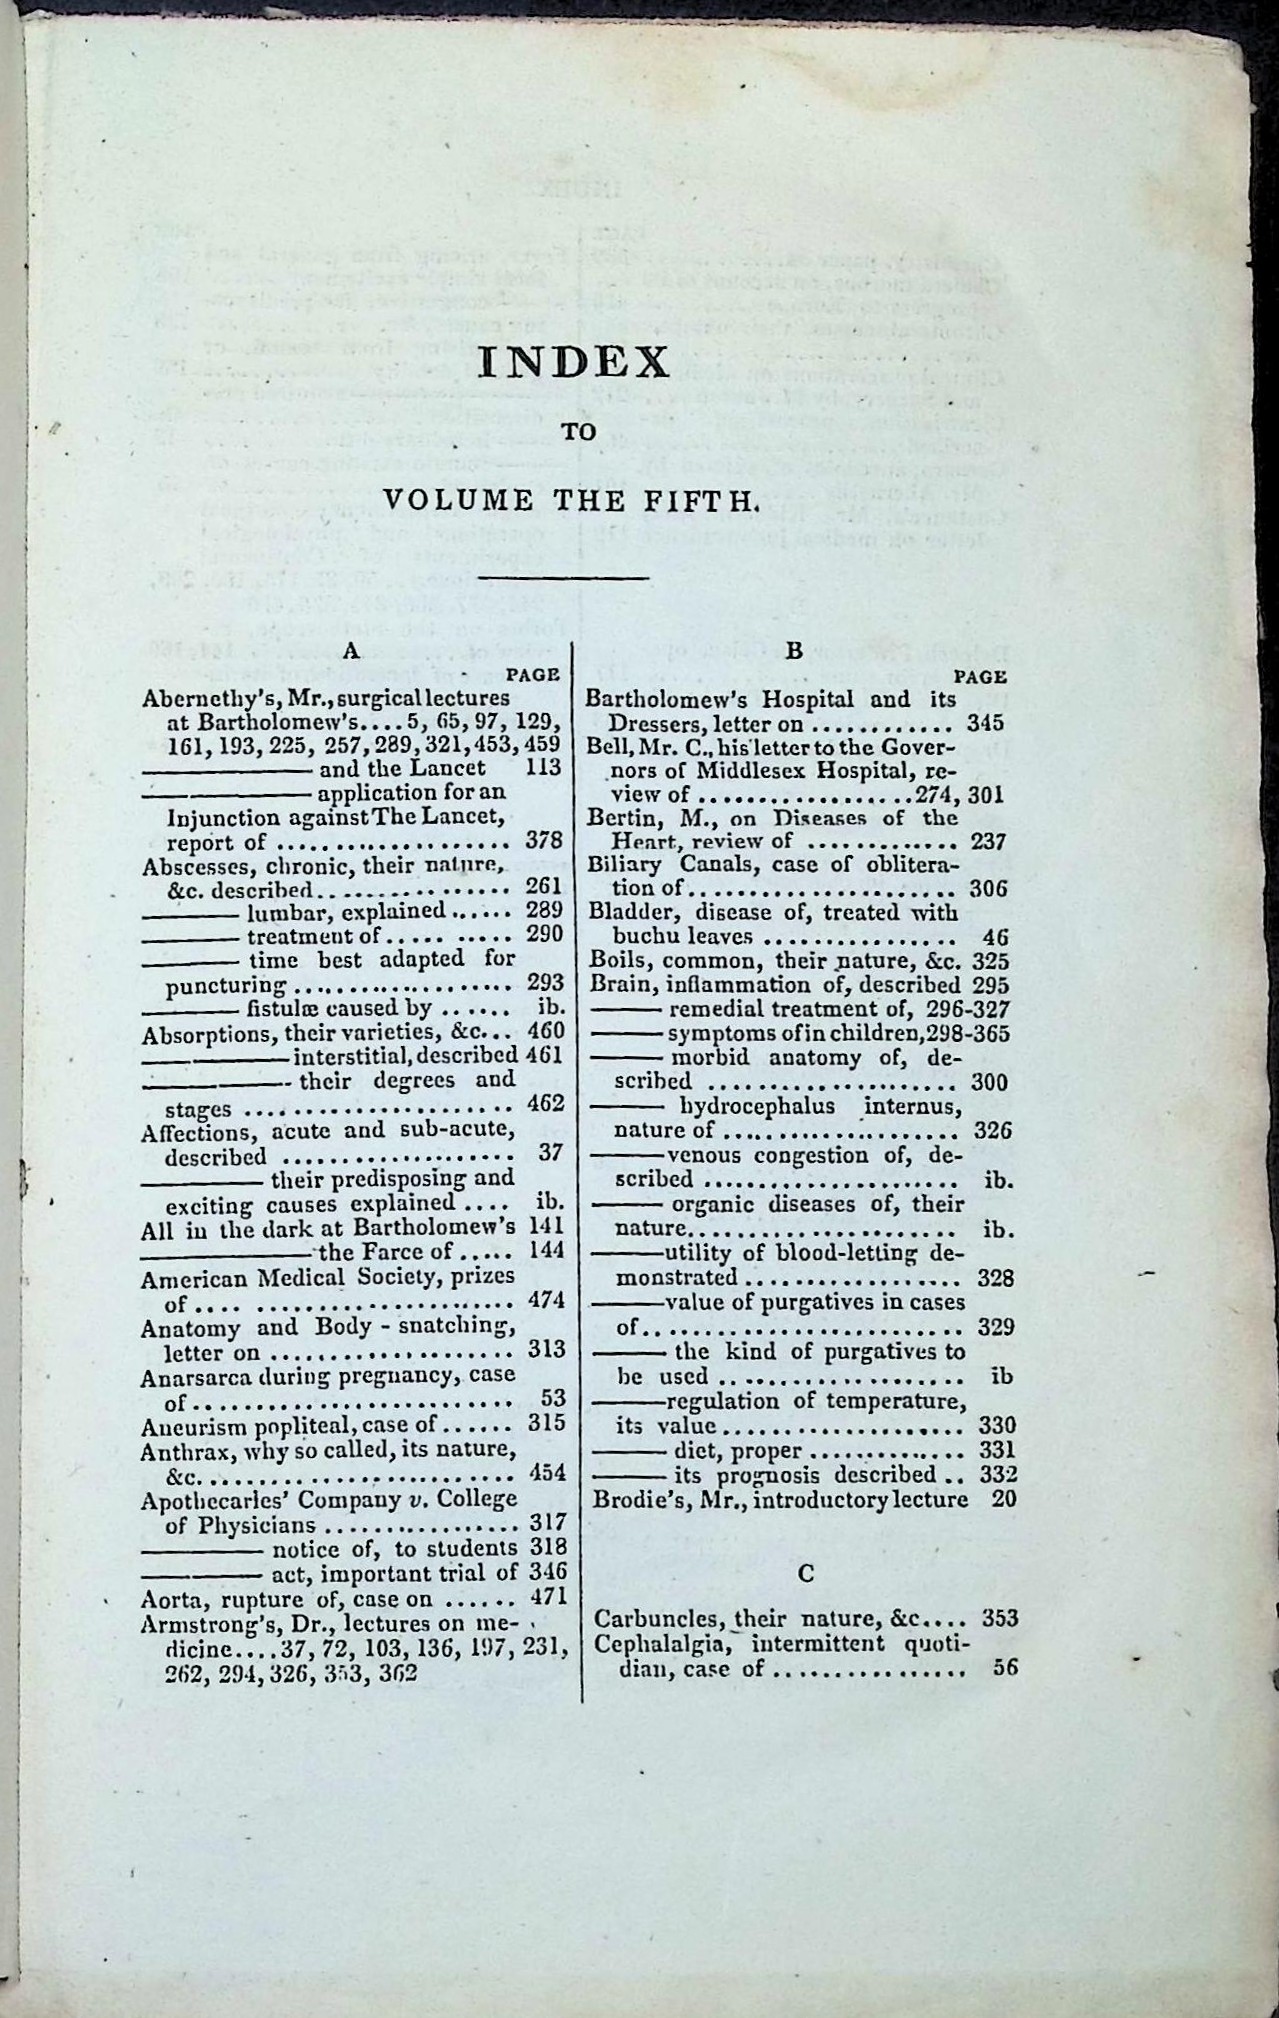 INDEX
TO
VOLUME THE FIFTH.
A
PAGE
Abernethy's, Mr., surgical lectures
at Bartholomew's....5, 65, 97, 129,
161, 193, 225, 257, 289, 321, 453, 459
——— and the Lancet 113
——— application for an
Injunction against The Lancet,
report of .................... 378
Abscesses, chronic, their nature,
&c. described................ 261
——— lumbar, explained ...... 289
——— treatment of .......... 290
——— time best adapted for
puncturing .................. 293
——— fistulæ caused by ...... ib.
Absorptions, their varieties, &c... 460
——— interstitial, described 461
——— their degrees and
stages ...................... 462
Affections, acute and sub-acute,
described ................... 37
——— their predisposing and
exciting causes explained .... ib.
All in the dark at Bartholomew's 141
——— the Farce of ..... 144
American Medical Society, prizes
of .... ..................... 474
Anatomy and Body-snatching,
letter on .................... 313
Anarsarca during pregnancy, case
of .......................... 53
Aneurism popliteal, case of ...... 315
Anthrax, why so called, its nature,
&c. ......................... 454
Apothecaries' Company v. College
of Physicians ................ 317
——— notice of, to students 318
——— act, important trial of 346
Aorta, rupture of, case on ...... 471
Armstrong's, Dr., lectures on me-
dicine....37, 72, 103, 136, 197, 231,
262, 294, 326, 353, 362
B
PAGE
Bartholomew's Hospital and its
Dressers, letter on ............ 345
Bell, Mr. C., his letter to the Gover-
nors of Middlesex Hospital, re-
view of ..................274, 301
Bertin, M., on Diseases of the
Heart, review of ............. 237
Biliary Canals, case of oblitera-
tion of...................... 306
Bladder, disease of, treated with
buchu leaves ................ 46
Boils, common, their nature, &c. 325
Brain, inflammation of, described 295
——— remedial treatment of, 296-327
——— symptoms of in children, 298-365
——— morbid anatomy of, de-
scribed ..................... 300
——— hydrocephalus internus,
nature of .................... 326
——— venous congestion of, de-
scribed ..................... ib.
——— organic diseases of, their
nature....................... ib.
——— utility of blood-letting de-
monstrated .................. 328
——— value of purgatives in cases
of.......................... 329
——— the kind of purgatives to
be used .................... ib
——— regulation of temperature,
its value.................... 330
——— diet, proper .............. 331
——— its prognosis described .. 332
Brodie's, Mr., introductory lecture 20
C
Carbuncles, their nature, &c.... 353
Cephalalgia, intermittent quoti-
dian, case of ................ 56